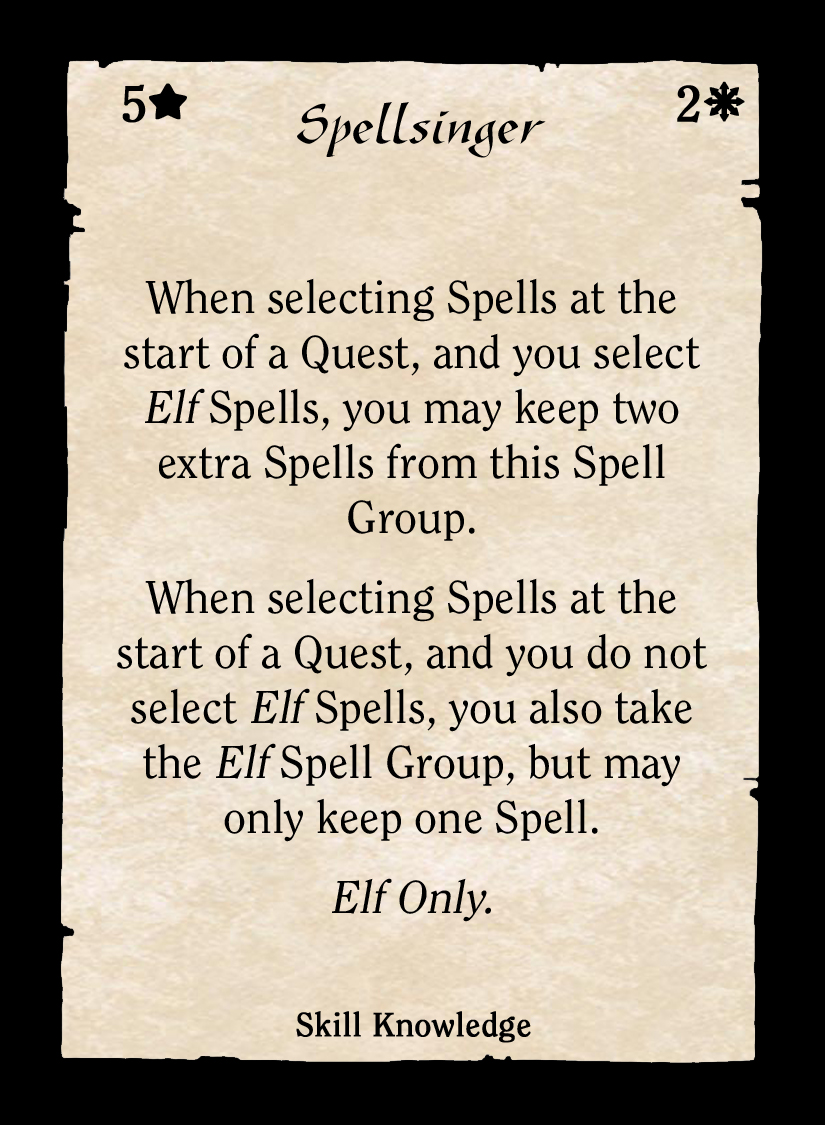 5★ Spellsinger 2❋
When selecting Spells at the
start of a Quest, and you select
Elf Spells, you may keep two
extra Spells from this Spell
Group.
When selecting Spells at the
start of a Quest, and you do not
select Elf Spells, you also take
the Elf Spell Group, but may
only keep one Spell.
Elf Only.
Skill Knowledge